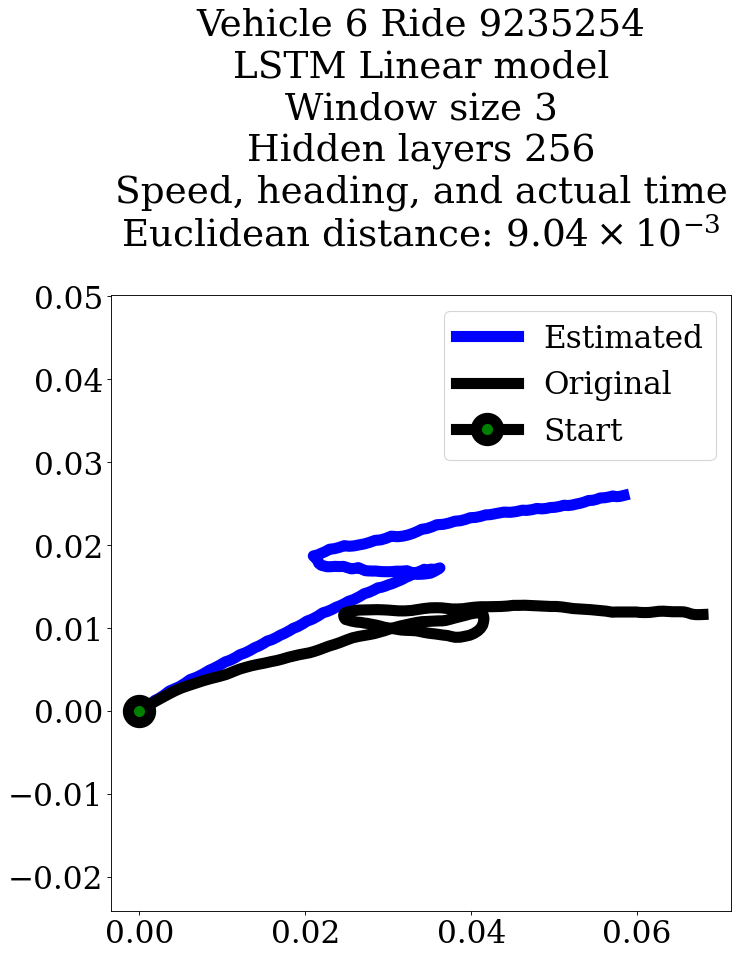 Vehicle 6 Ride 9235254
LSTM Linear model
Window size 3
Hidden layers 256
Speed, heading, and actual time
Euclidean distance: 9.04 × 10⁻³
0.05
Estimated
0.04
Original
Start
0.03
0.02
0.01
0.00
−0.01
−0.02
0.00 0.02 0.04 0.06